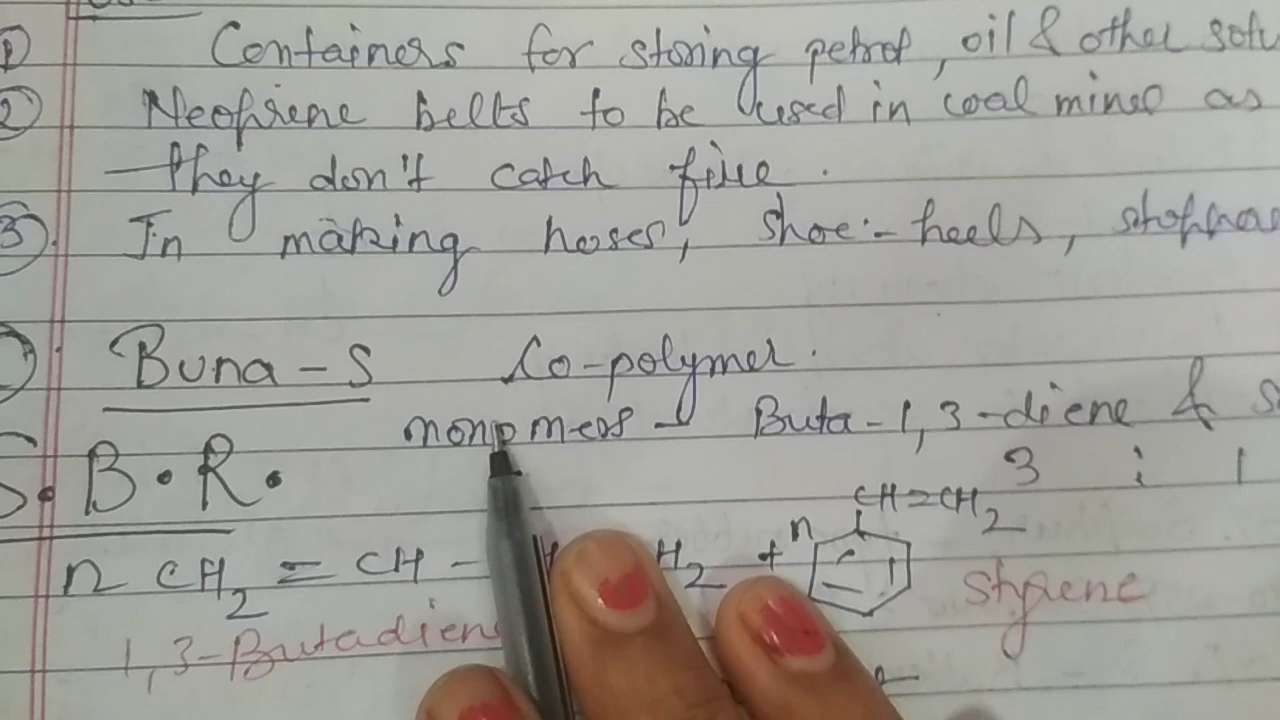 ① Containers for storing petrol, oil & other solv
② Neoprene belts to be used in coal mines as
they don't catch fire.
③. In making hoses, shoe-heels, stoppers
Buna-S Co-polymer.
monomers - Buta-1,3-diene & S
S.B.R. 3 : 1
CH=CH2
n CH2 = CH - H2 + n
Styrene
1,3-Butadien